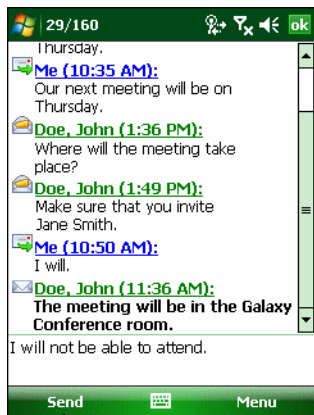 29/160
ok
Thursday.
Me (10:35 AM):
Our next meeting will be on
Thursday.
Doe, John (1:36 PM):
Where will the meeting take
place?
Doe, John (1:49 PM):
Make sure that you invite
Jane Smith.
Me (10:50 AM):
I will.
Doe, John (11:36 AM):
The meeting will be in the Galaxy
Conference room.
I will not be able to attend.
Send
Menu